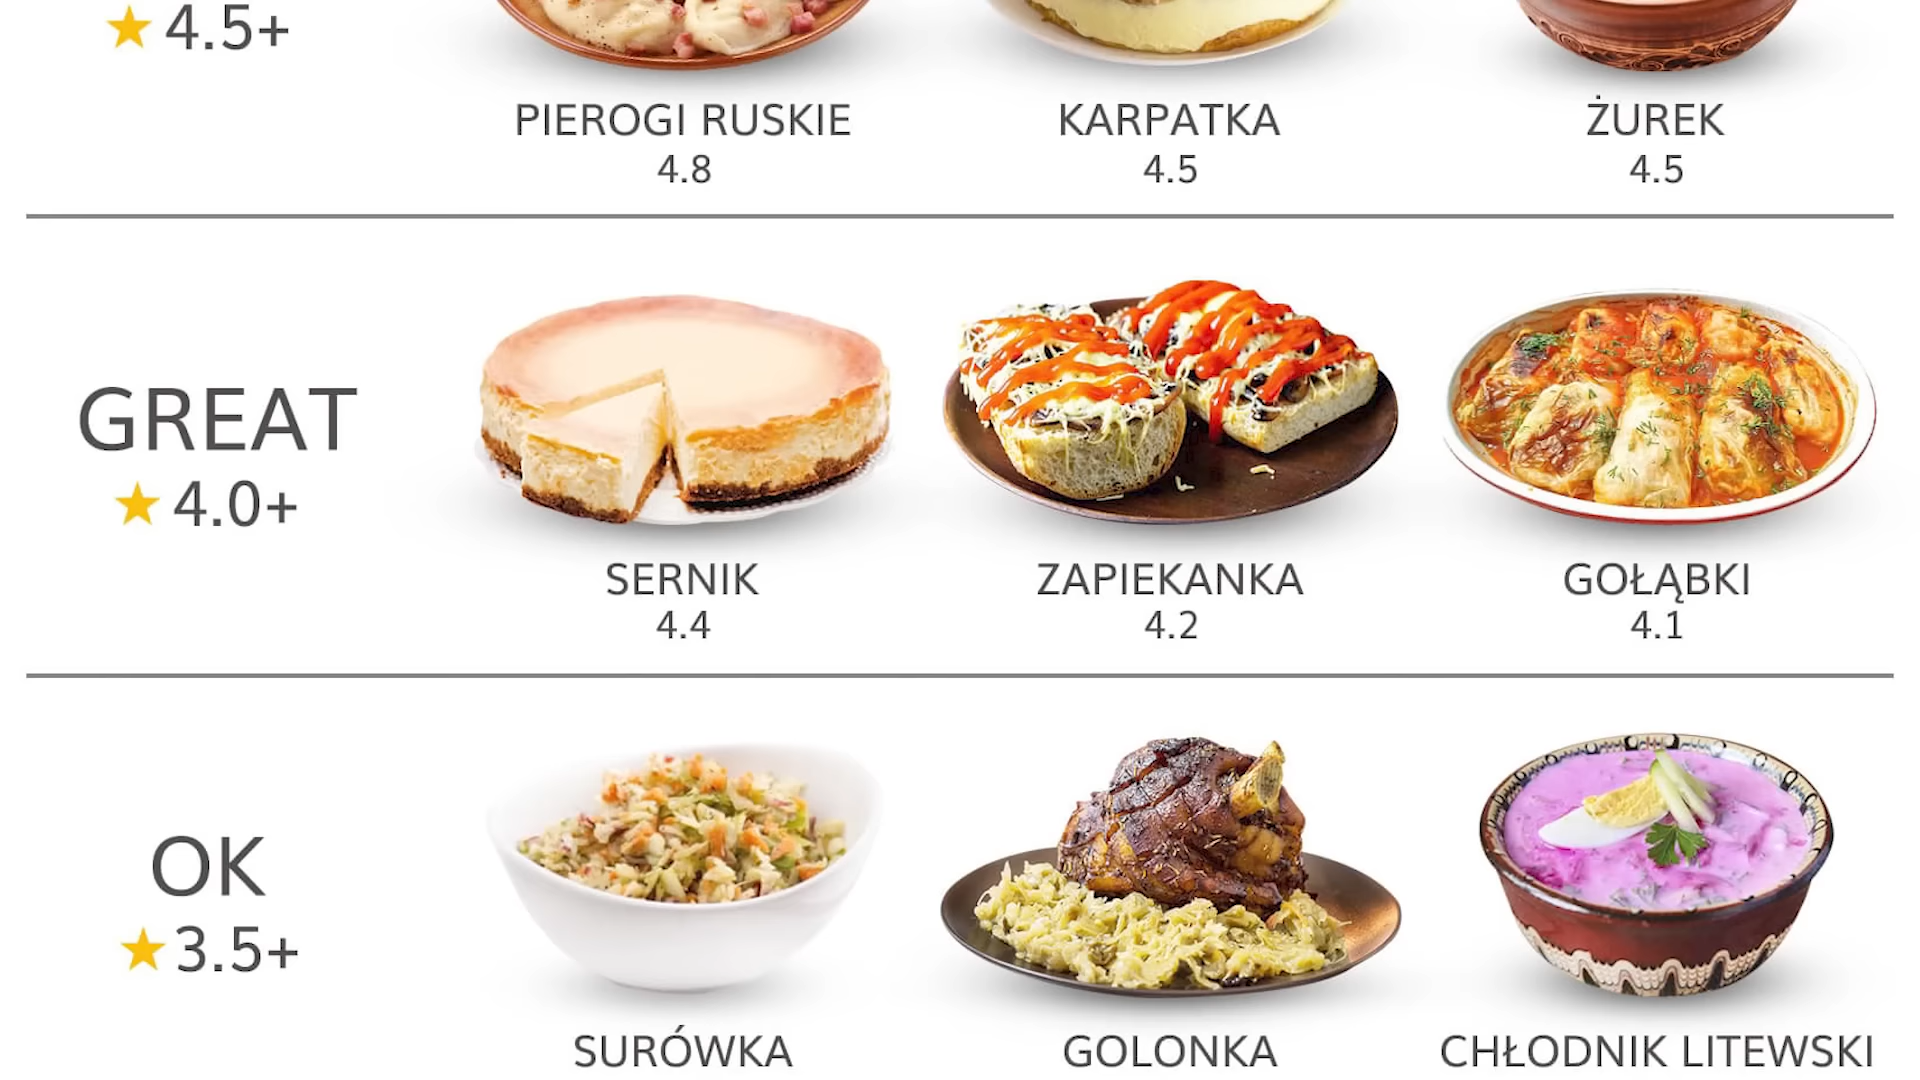 4.5+
PIEROGI RUSKIE
4.8
KARPATKA
4.5
ŻUREK
4.5
GREAT
4.0+
SERNIK
4.4
ZAPIEKANKA
4.2
GOŁĄBKI
4.1
OK
3.5+
SURÓWKA
GOLONKA
CHŁODNIK LITEWSKI